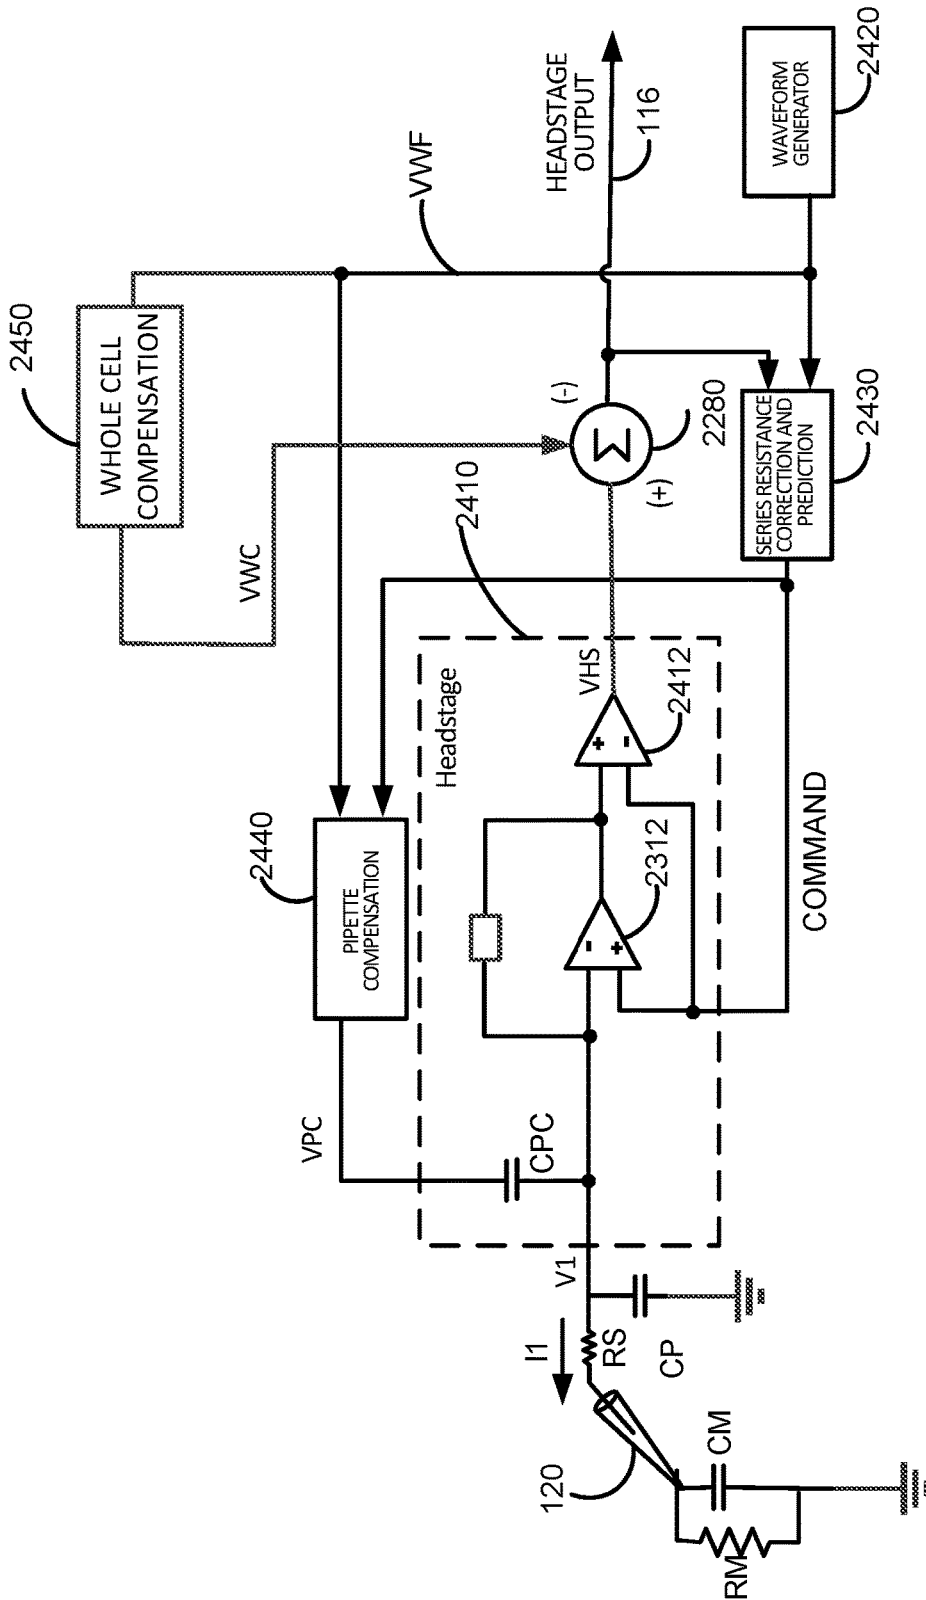 2450
WHOLE CELL
COMPENSATION
VWC
VWF
HEADSTAGE
OUTPUT
116
WAVEFORM
GENERATOR
2420
(-)
Σ
(+)
2280
2410
SERIES RESISTANCE
CORRECTION AND
PREDICTION
2430
2440
PIPETTE
COMPENSATION
VPC
Headstage
VHS
+
-
2412
-
+
2312
COMMAND
CPC
V1
I1
RS
CP
120
CM
RM